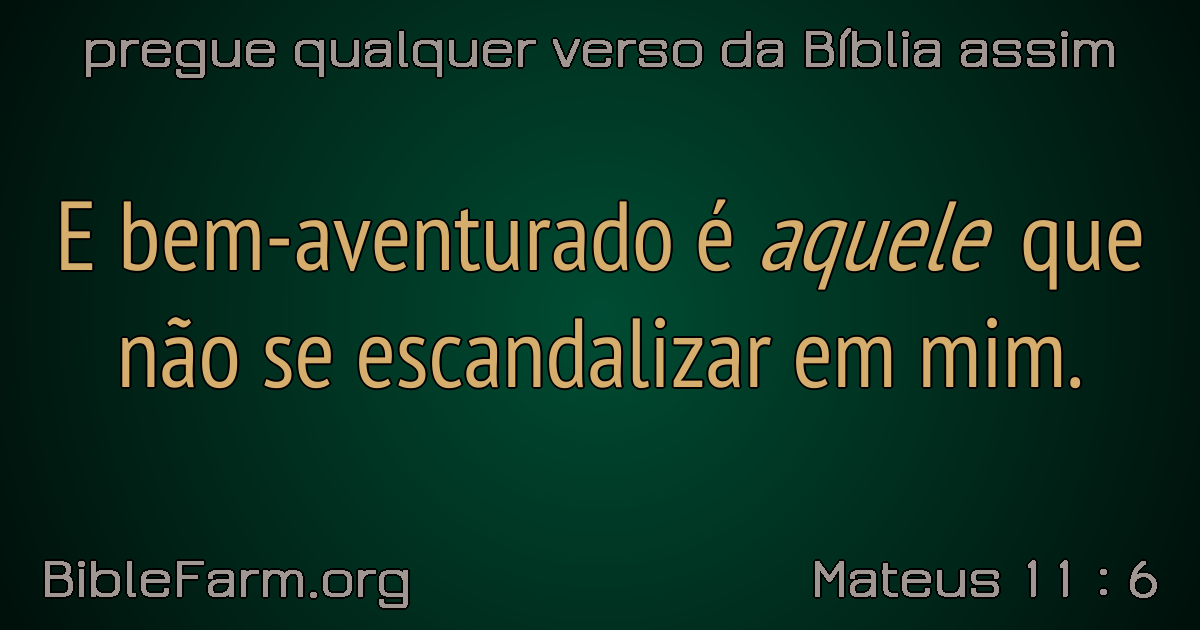 pregue qualquer verso da Bíblia assim
E bem-aventurado é aquele que
não se escandalizar em mim.
BibleFarm.org
Mateus 11 : 6